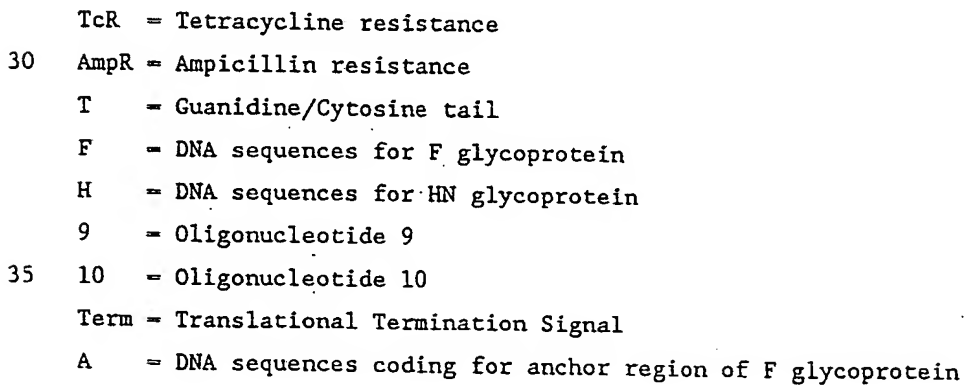 TcR = Tetracycline resistance
30 AmpR = Ampicillin resistance
T = Guanidine/Cytosine tail
F = DNA sequences for F glycoprotein
H = DNA sequences for HN glycoprotein
9 = Oligonucleotide 9
35 10 = Oligonucleotide 10
Term = Translational Termination Signal
A = DNA sequences coding for anchor region of F glycoprotein